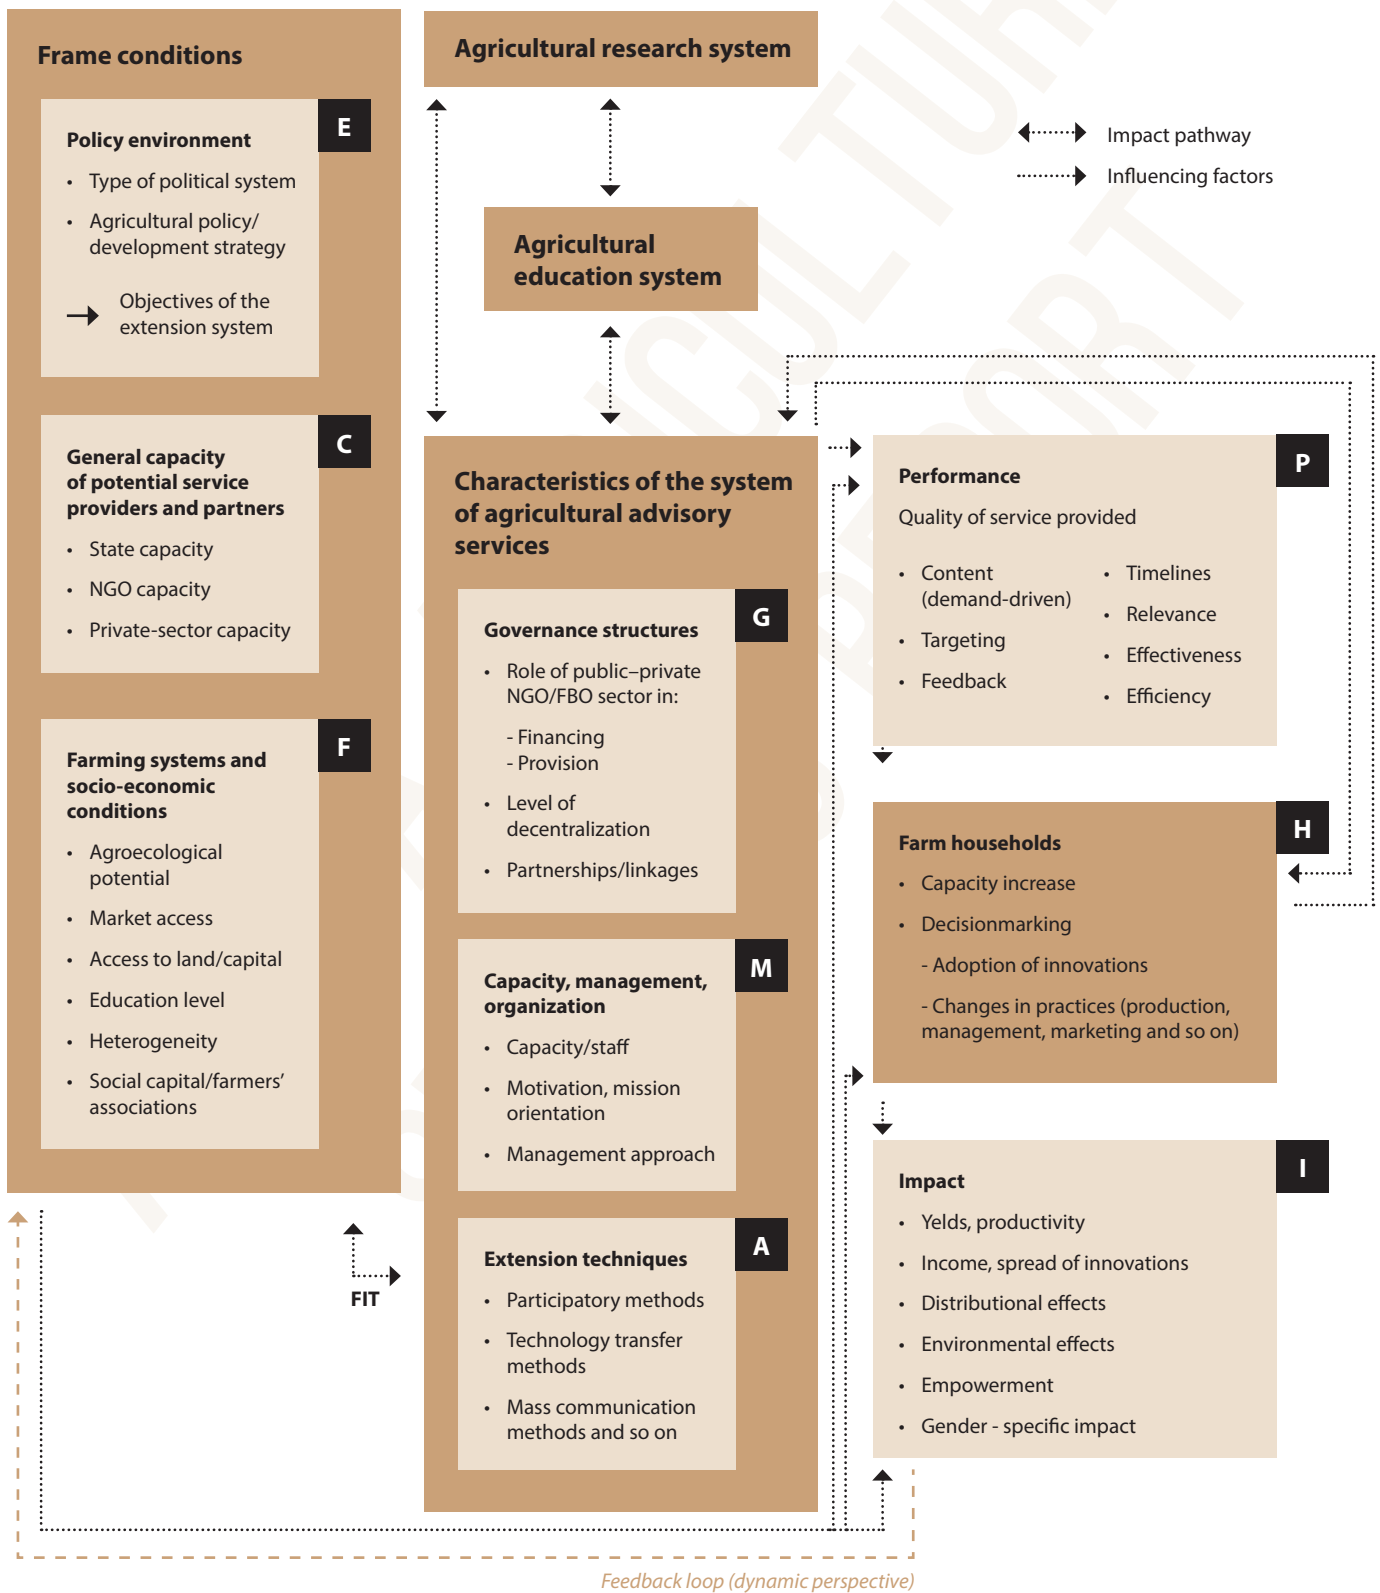 Frame conditions
E
Policy environment
• Type of political system
• Agricultural policy/
development strategy
Objectives of the
extension system
C
General capacity
of potential service
providers and partners
• State capacity
• NGO capacity
• Private-sector capacity
F
Farming systems and
socio-economic
conditions
• Agroecological
potential
• Market access
• Access to land/capital
• Education level
• Heterogeneity
• Social capital/farmers’
associations
FIT
Agricultural research system
Agricultural
education system
Impact pathway
Influencing factors
Characteristics of the system
of agricultural advisory
services
G
Governance structures
• Role of public–private
NGO/FBO sector in:
- Financing
- Provision
• Level of
decentralization
• Partnerships/linkages
M
Capacity, management,
organization
• Capacity/staff
• Motivation, mission
orientation
• Management approach
A
Extension techniques
• Participatory methods
• Technology transfer
methods
• Mass communication
methods and so on
P
Performance
Quality of service provided
• Content
(demand-driven)
• Targeting
• Feedback
• Timelines
• Relevance
• Effectiveness
• Efficiency
H
Farm households
• Capacity increase
• Decisionmarking
- Adoption of innovations
- Changes in practices (production,
management, marketing and so on)
I
Impact
• Yelds, productivity
• Income, spread of innovations
• Distributional effects
• Environmental effects
• Empowerment
• Gender - specific impact
Feedback loop (dynamic perspective)